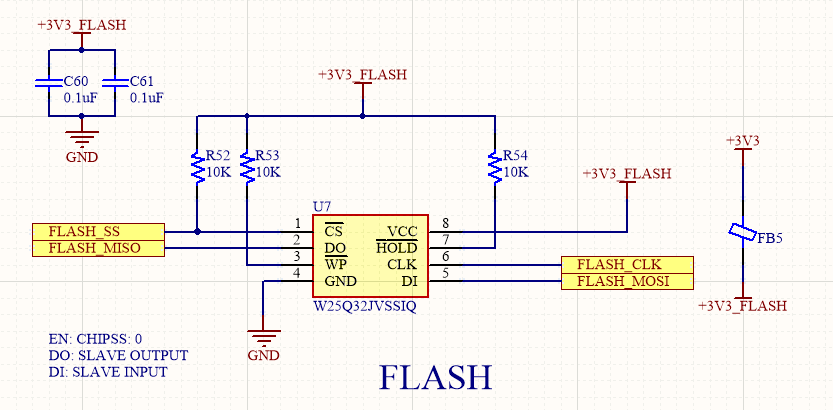 +3V3_FLASH
C60
0.1uF
C61
0.1uF
GND
+3V3_FLASH
R52
10K
R53
10K
R54
10K
+3V3_FLASH
+3V3
FB5
+3V3_FLASH
U7
FLASH_SS
FLASH_MISO
1
2
3
4
CS
DO
WP
GND
VCC
HOLD
CLK
DI
8
7
6
5
FLASH_CLK
FLASH_MOSI
W25Q32JVSSIQ
GND
EN: CHIPSS: 0
DO: SLAVE OUTPUT
DI: SLAVE INPUT
FLASH